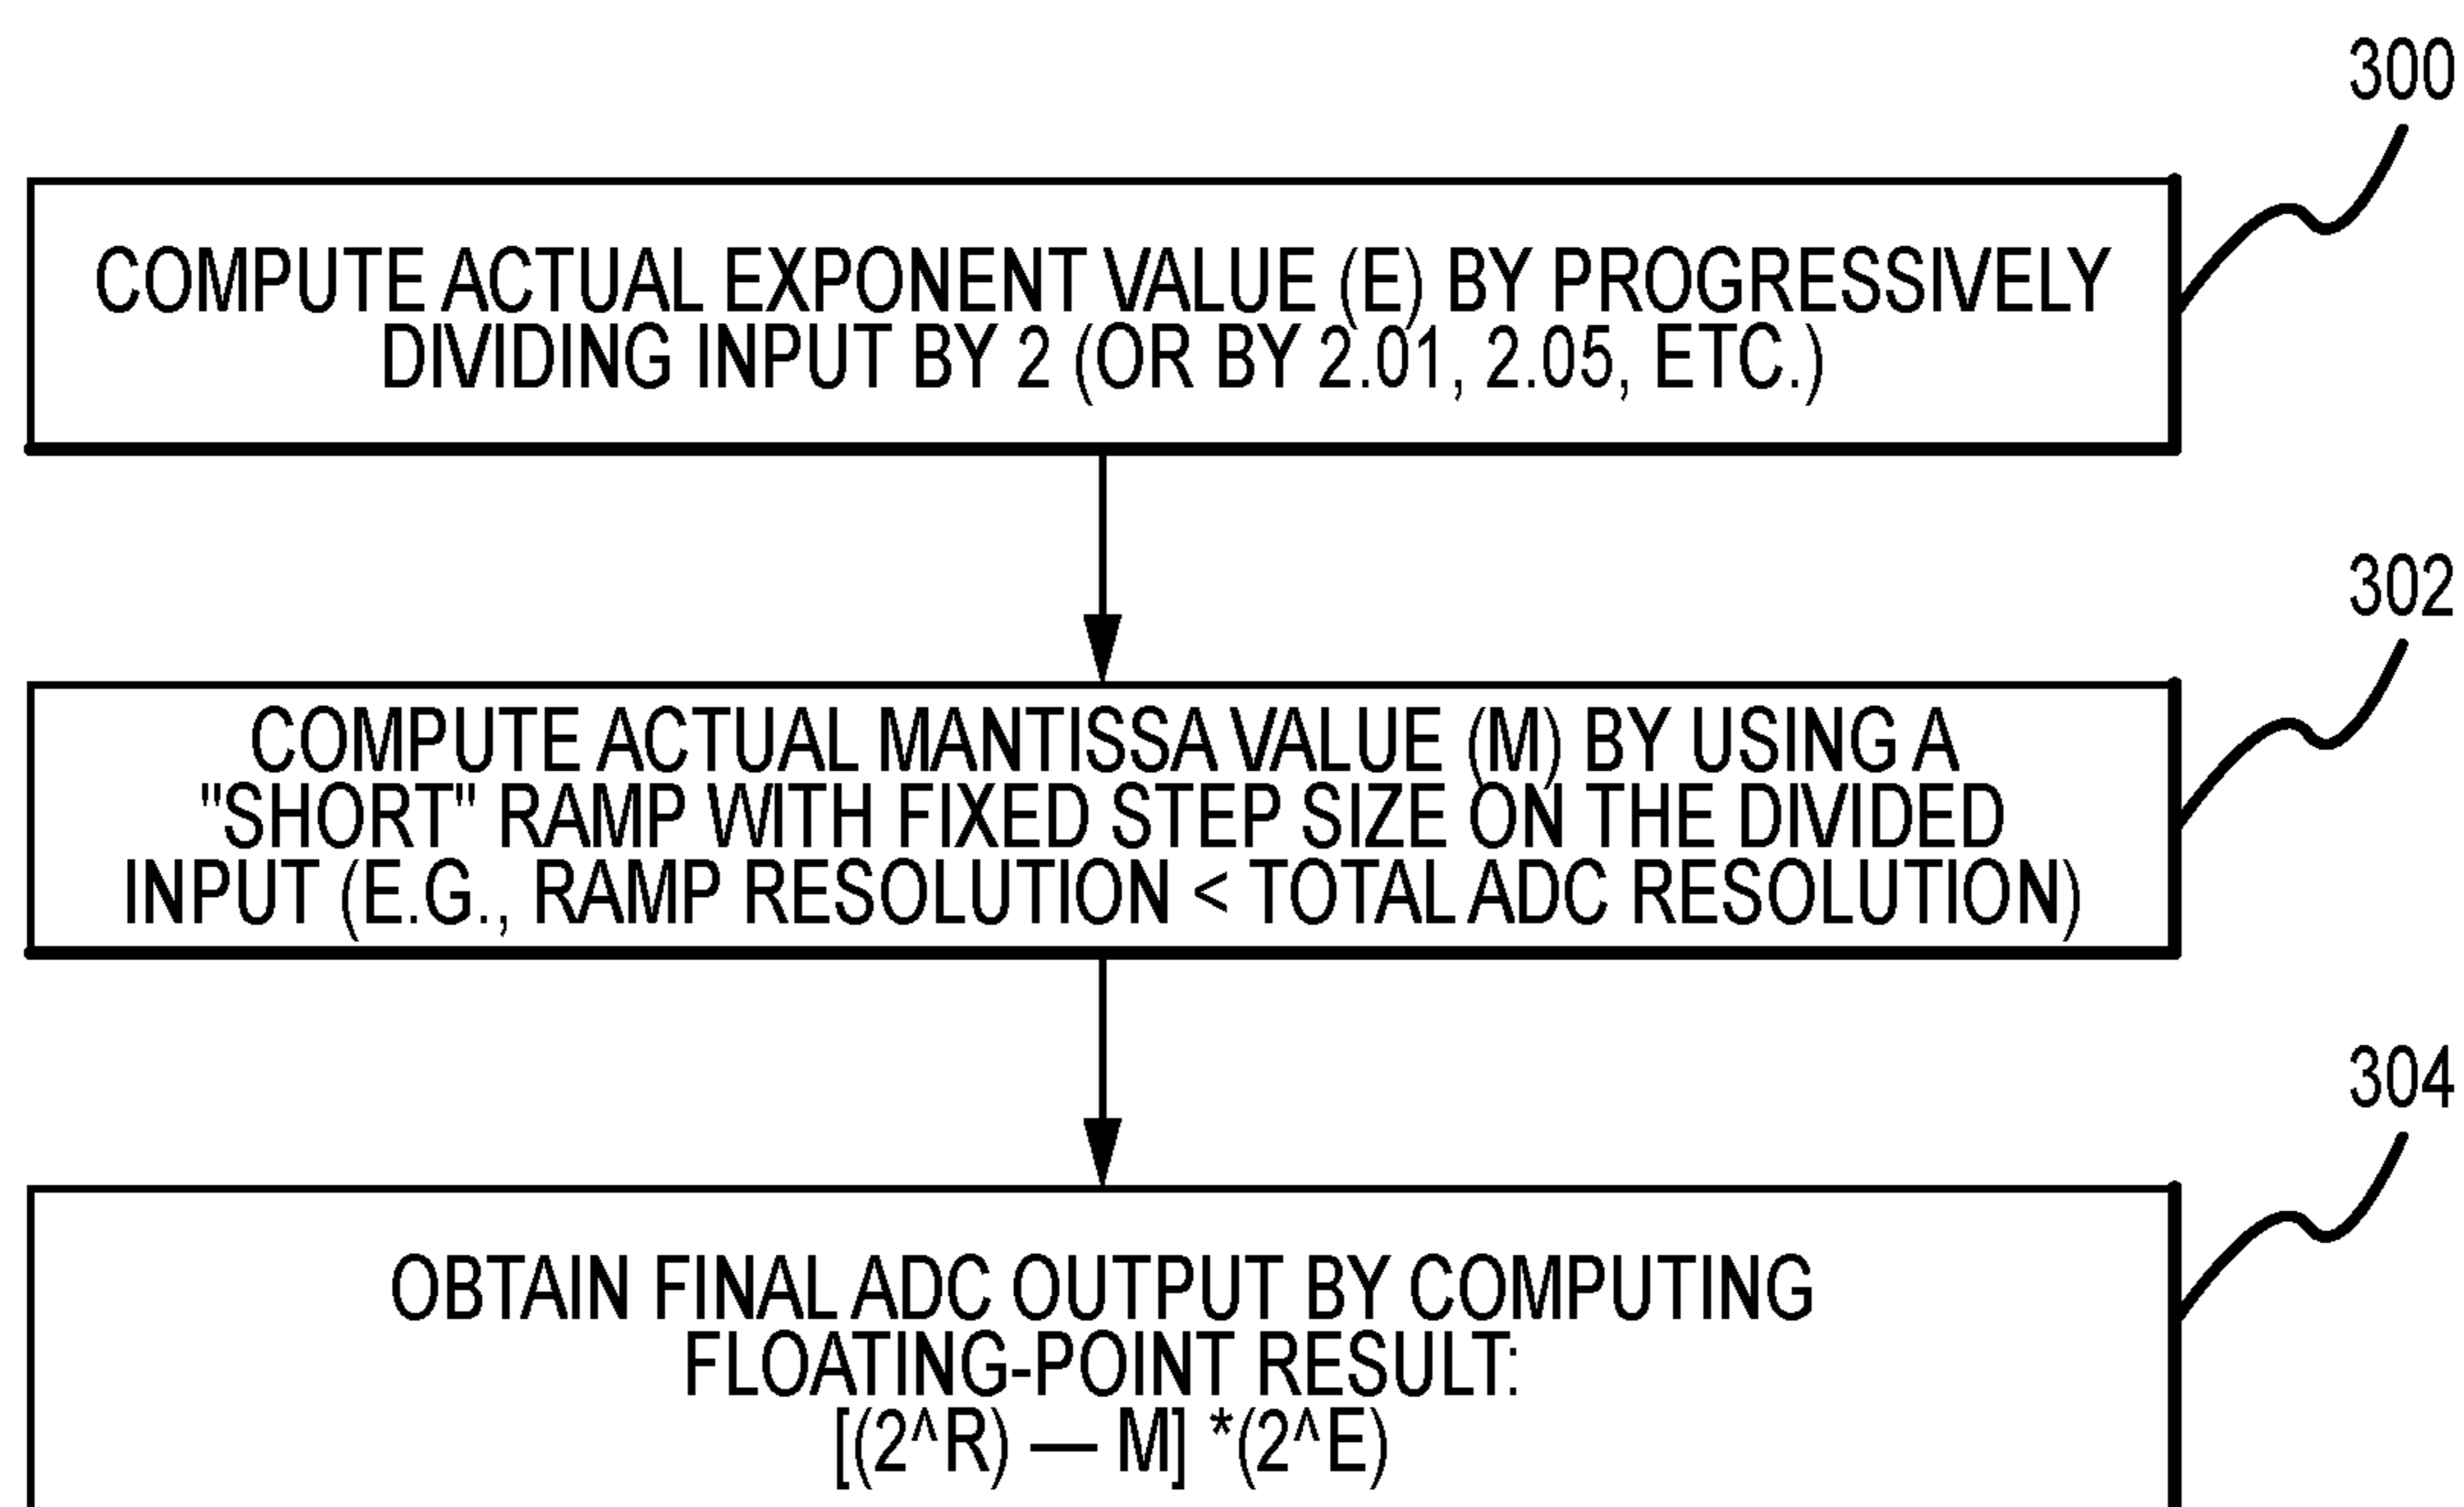 300
COMPUTE ACTUAL EXPONENT VALUE (E) BY PROGRESSIVELY
DIVIDING INPUT BY 2 (OR BY 2.01, 2.05, ETC.)
302
COMPUTE ACTUAL MANTISSA VALUE (M) BY USING A
"SHORT" RAMP WITH FIXED STEP SIZE ON THE DIVIDED
INPUT (E.G., RAMP RESOLUTION < TOTAL ADC RESOLUTION)
304
OBTAIN FINAL ADC OUTPUT BY COMPUTING
FLOATING-POINT RESULT:
[(2^R) — M] *(2^E)